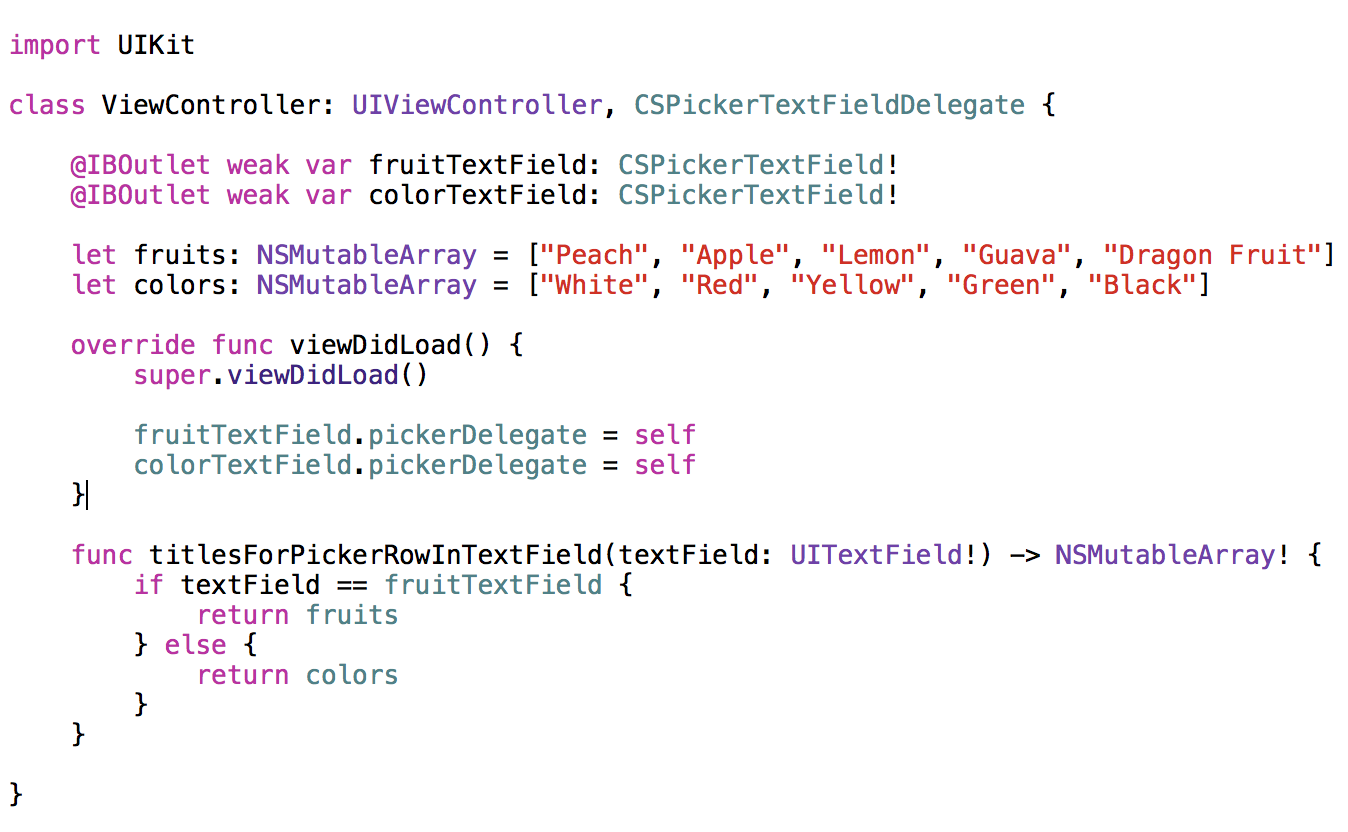 import UIKit
class ViewController: UIViewController, CSPickerTextFieldDelegate {
@IBOutlet weak var fruitTextField: CSPickerTextField!
@IBOutlet weak var colorTextField: CSPickerTextField!
let fruits: NSMutableArray = ["Peach", "Apple", "Lemon", "Guava", "Dragon Fruit"]
let colors: NSMutableArray = ["White", "Red", "Yellow", "Green", "Black"]
override func viewDidLoad() {
super.viewDidLoad()
fruitTextField.pickerDelegate = self
colorTextField.pickerDelegate = self
}
func titlesForPickerRowInTextField(textField: UITextField!) -> NSMutableArray! {
if textField == fruitTextField {
return fruits
} else {
return colors
}
}
}